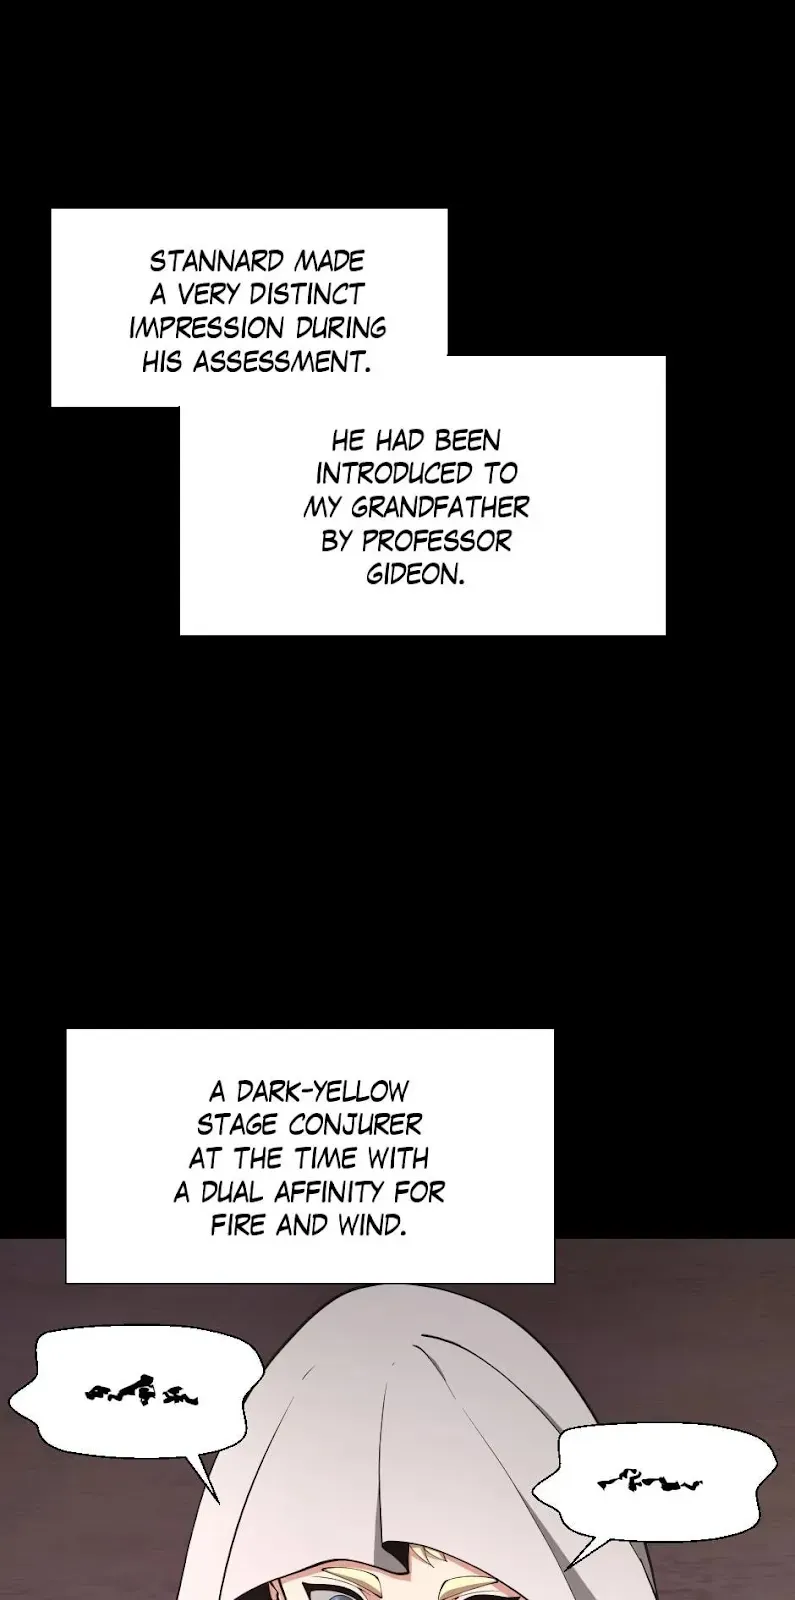 STANNARD MADE
A VERY DISTINCT
IMPRESSION DURING
HIS ASSESSMENT.
HE HAD BEEN
INTRODUCED TO
MY GRANDFATHER
BY PROFESSOR
GIDEON.
A DARK-YELLOW
STAGE CONJURER
AT THE TIME WITH
A DUAL AFFINITY FOR
FIRE AND WIND.